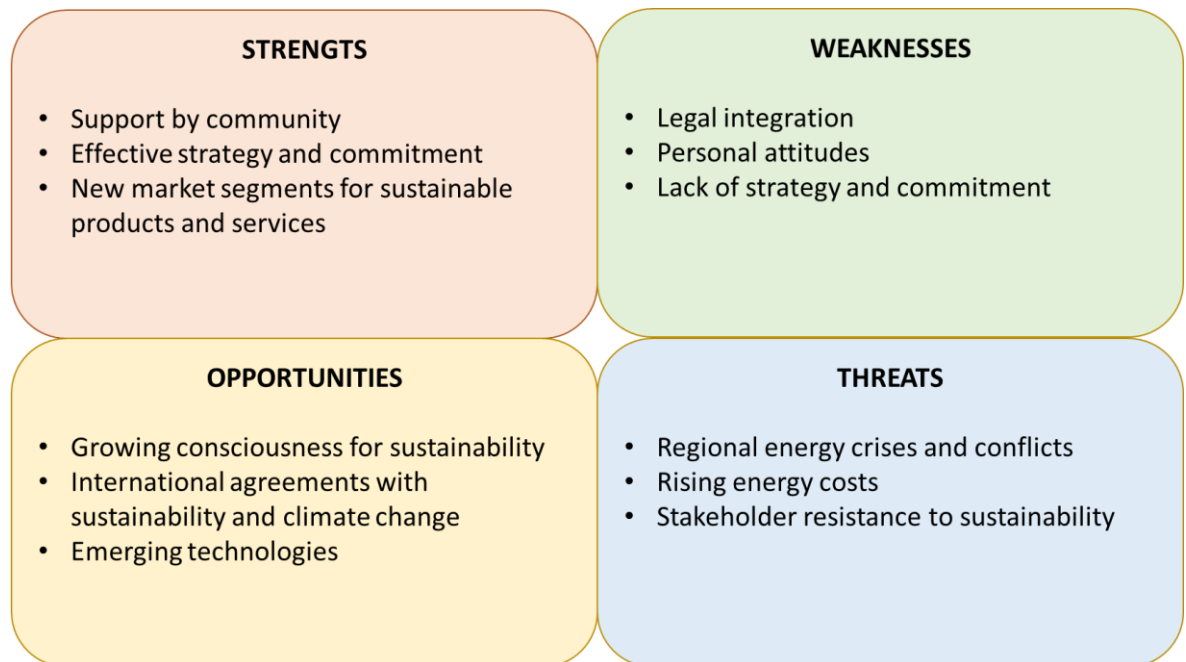 STRENGTS
• Support by community
• Effective strategy and commitment
• New market segments for sustainable
products and services
WEAKNESSES
• Legal integration
• Personal attitudes
• Lack of strategy and commitment
OPPORTUNITIES
• Growing consciousness for sustainability
• International agreements with
sustainability and climate change
• Emerging technologies
THREATS
• Regional energy crises and conflicts
• Rising energy costs
• Stakeholder resistance to sustainability